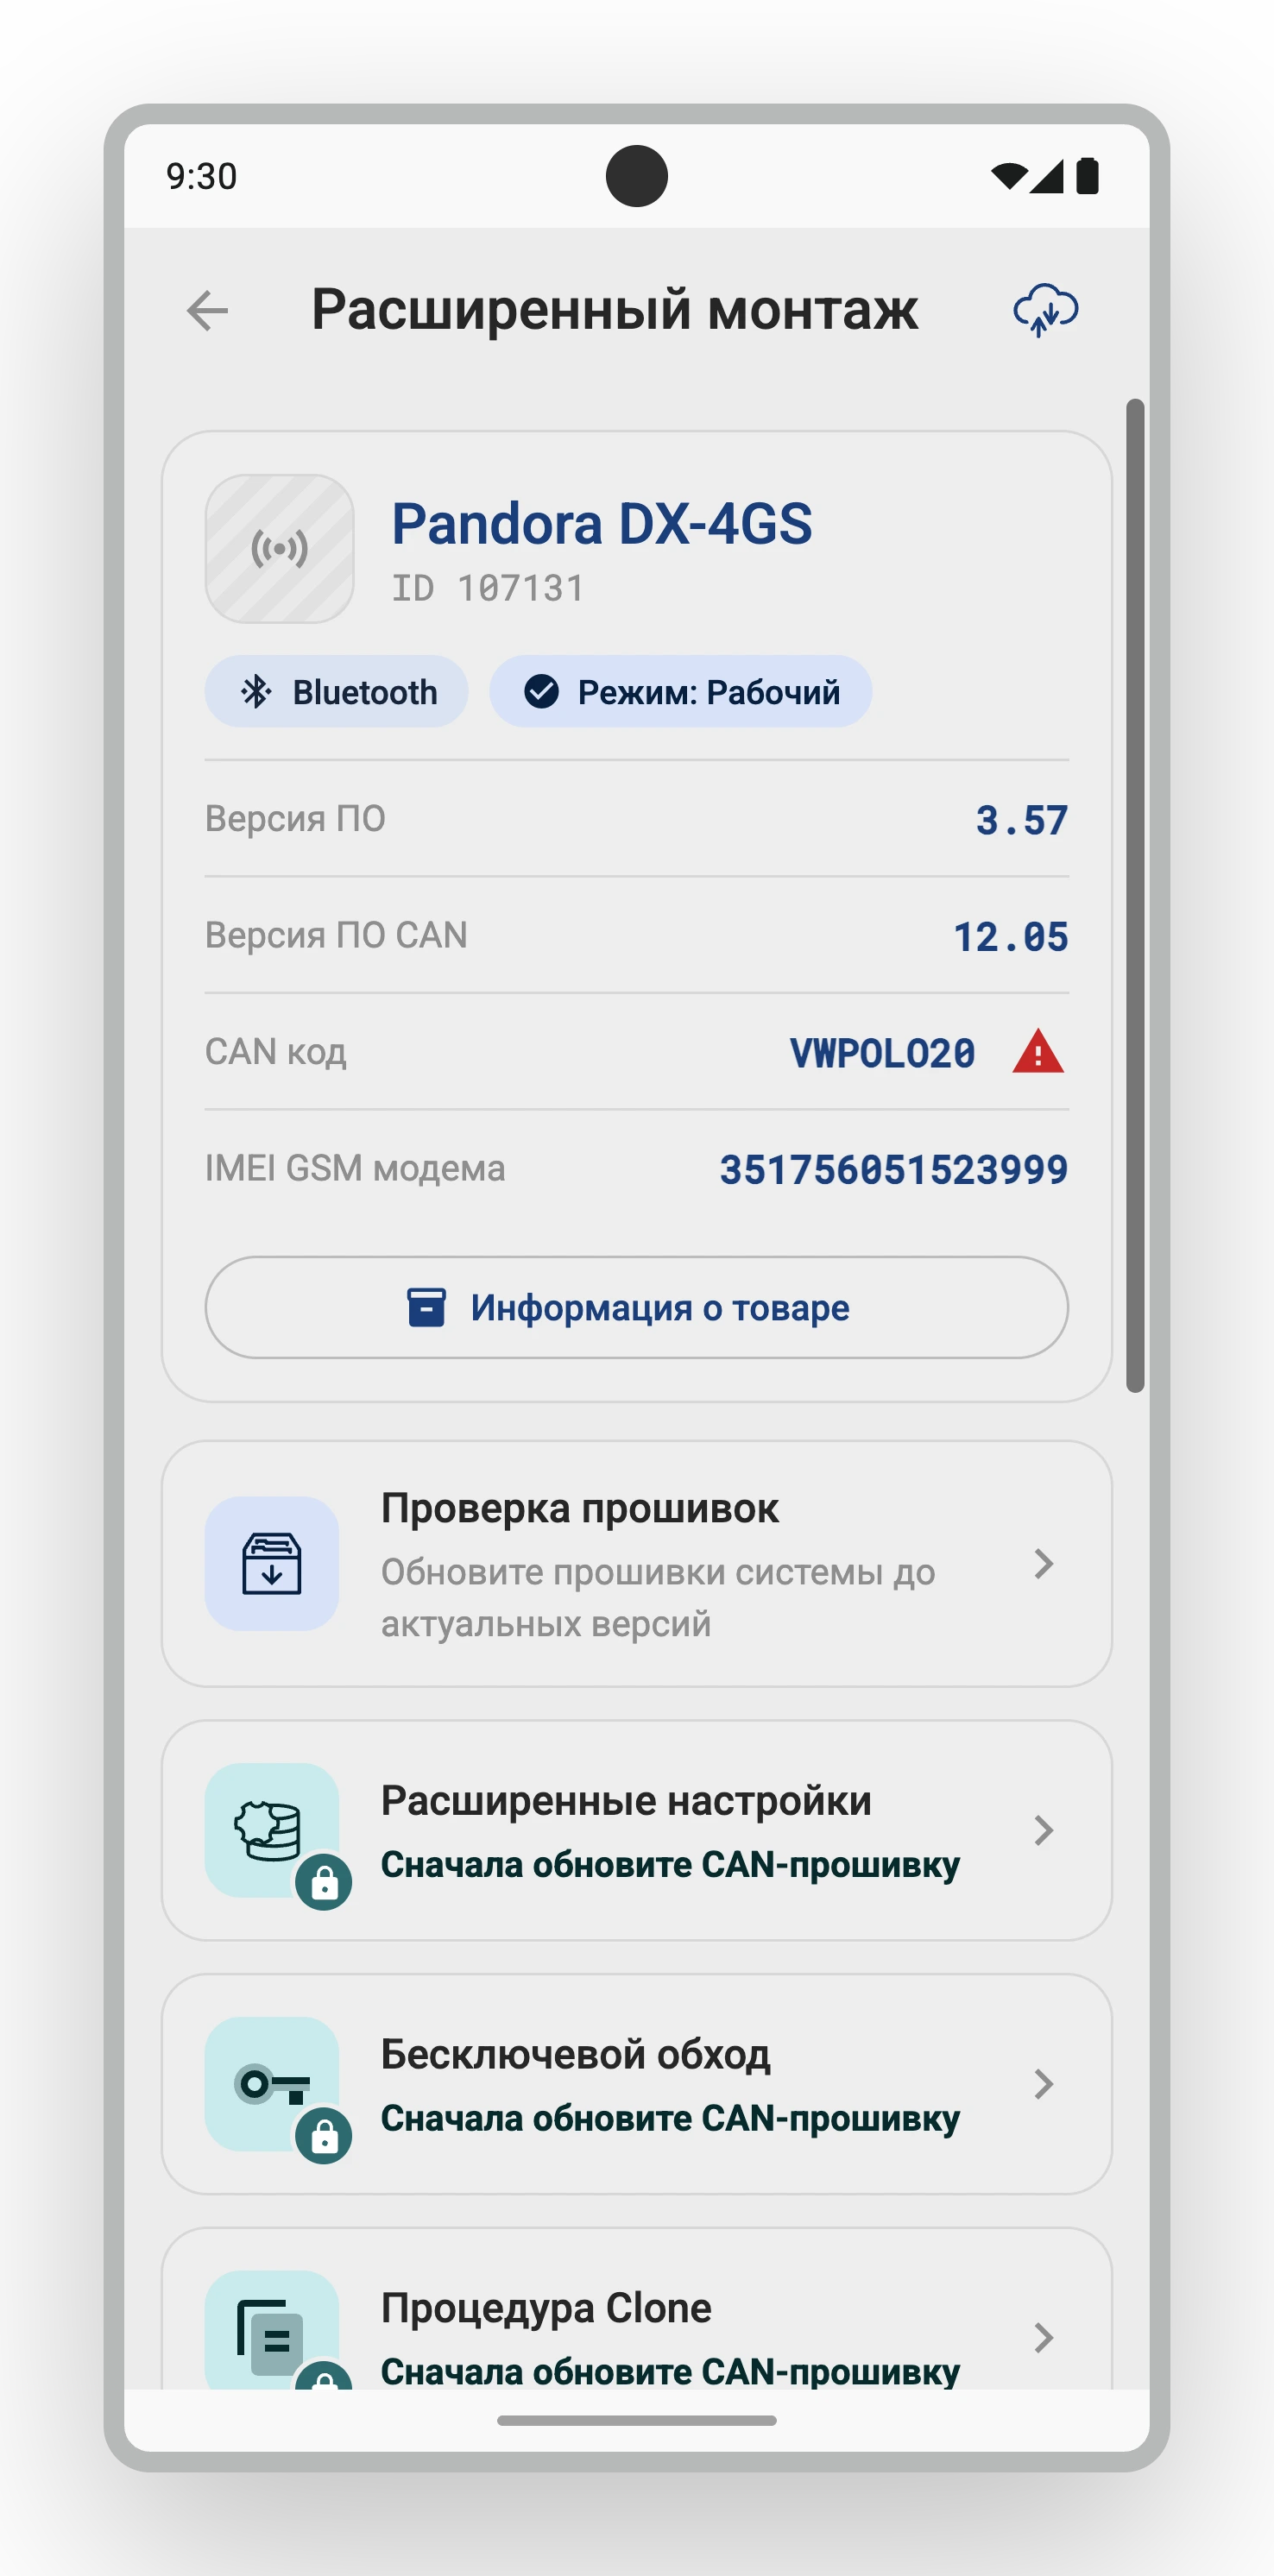 9:30
Расширенный монтаж
Pandora DX-4GS
ID 107131
Bluetooth
Режим: Рабочий
Версия ПО
3.57
Версия ПО CAN
12.05
CAN код
VWPOLO20
IMEI GSM модема
351756051523999
Информация о товаре
Проверка прошивок
Обновите прошивки системы до
актуальных версий
Расширенные настройки
Сначала обновите CAN-прошивку
Бесключевой обход
Сначала обновите CAN-прошивку
Процедура Clone
Сначала обновите CAN-прошивку